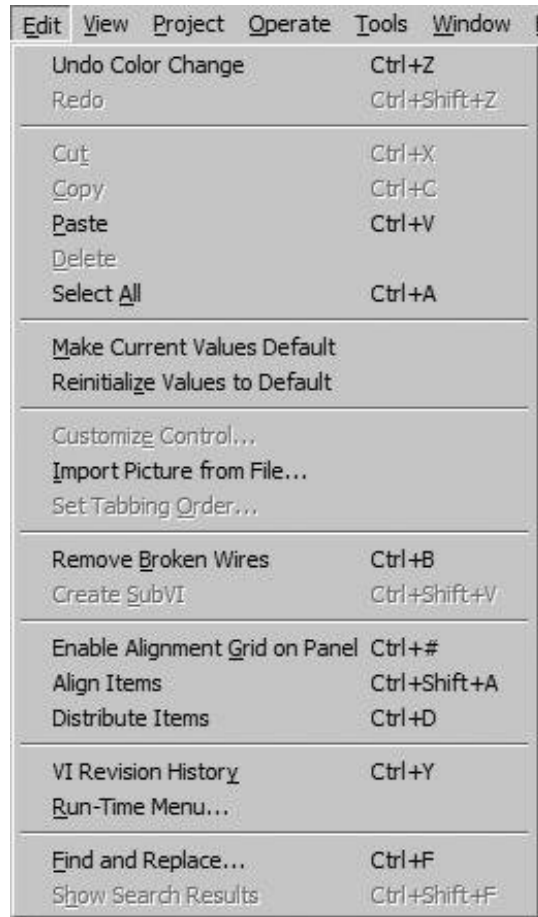 Edit View Project Operate Tools Window
Undo Color Change Ctrl+Z
Redo Ctrl+Shift+Z
Cut Ctrl+X
Copy Ctrl+C
Paste Ctrl+V
Delete
Select All Ctrl+A
Make Current Values Default
Reinitialize Values to Default
Customize Control...
Import Picture from File...
Set Tabbing Order...
Remove Broken Wires Ctrl+B
Create SubVI Ctrl+Shift+V
Enable Alignment Grid on Panel Ctrl+#
Align Items Ctrl+Shift+A
Distribute Items Ctrl+D
VI Revision History Ctrl+Y
Run-Time Menu...
Find and Replace... Ctrl+F
Show Search Results Ctrl+Shift+F